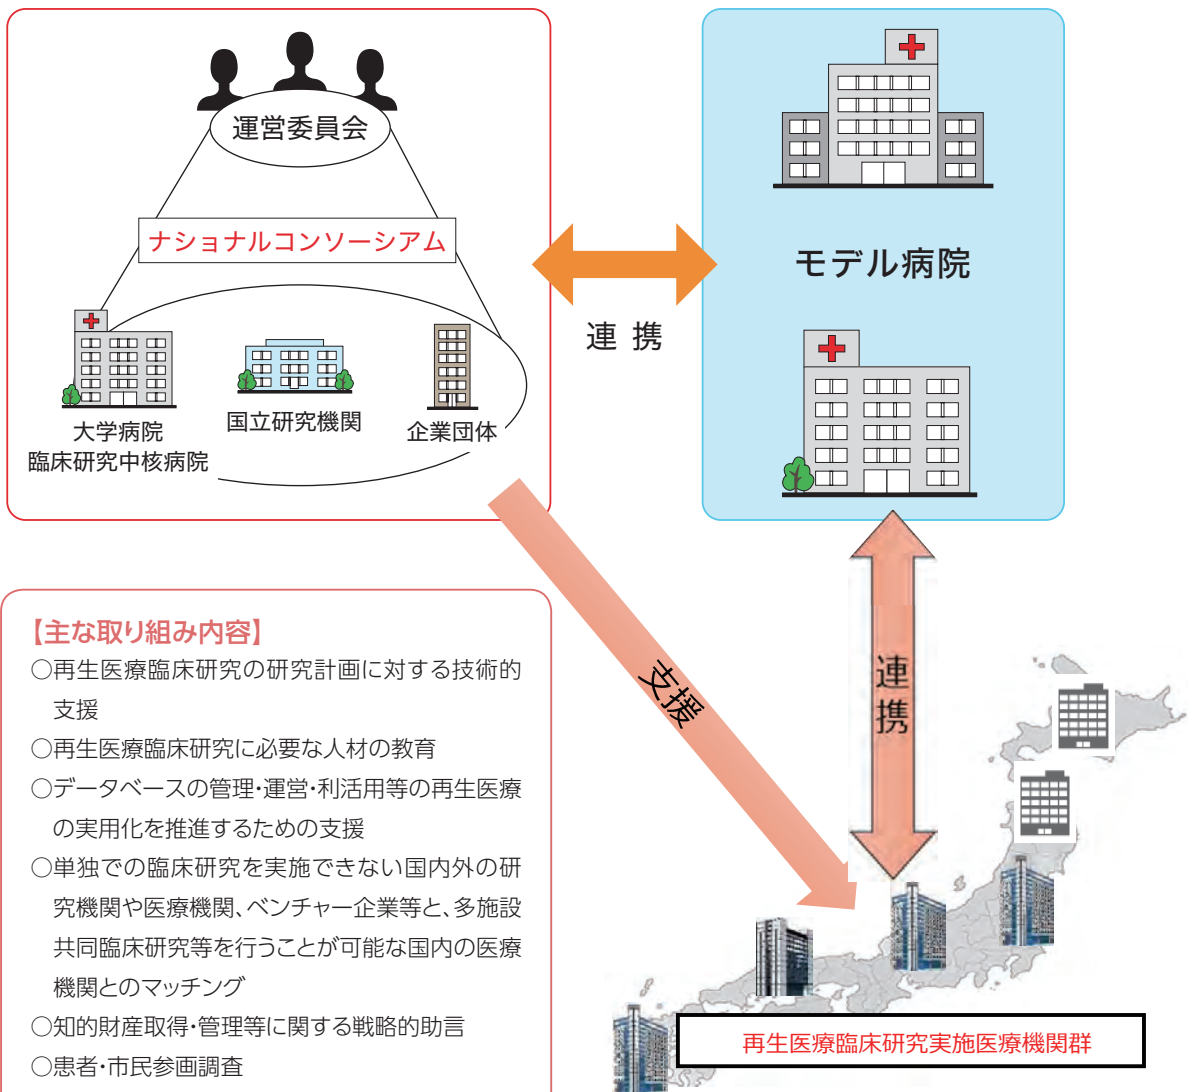 運営委員会
ナショナルコンソーシアム
大学病院
臨床研究中核病院
国立研究機関
企業団体
連携
モデル病院
支援
連携
【主な取り組み内容】
○再生医療臨床研究の研究計画に対する技術的
支援
○再生医療臨床研究に必要な人材の教育
○データベースの管理・運営・利活用等の再生医療
の実用化を推進するための支援
○単独での臨床研究を実施できない国内外の研
究機関や医療機関、ベンチャー企業等と、多施設
共同臨床研究等を行うことが可能な国内の医療
機関とのマッチング
○知的財産取得・管理等に関する戦略的助言
○患者・市民参画調査
再生医療臨床研究実施医療機関群